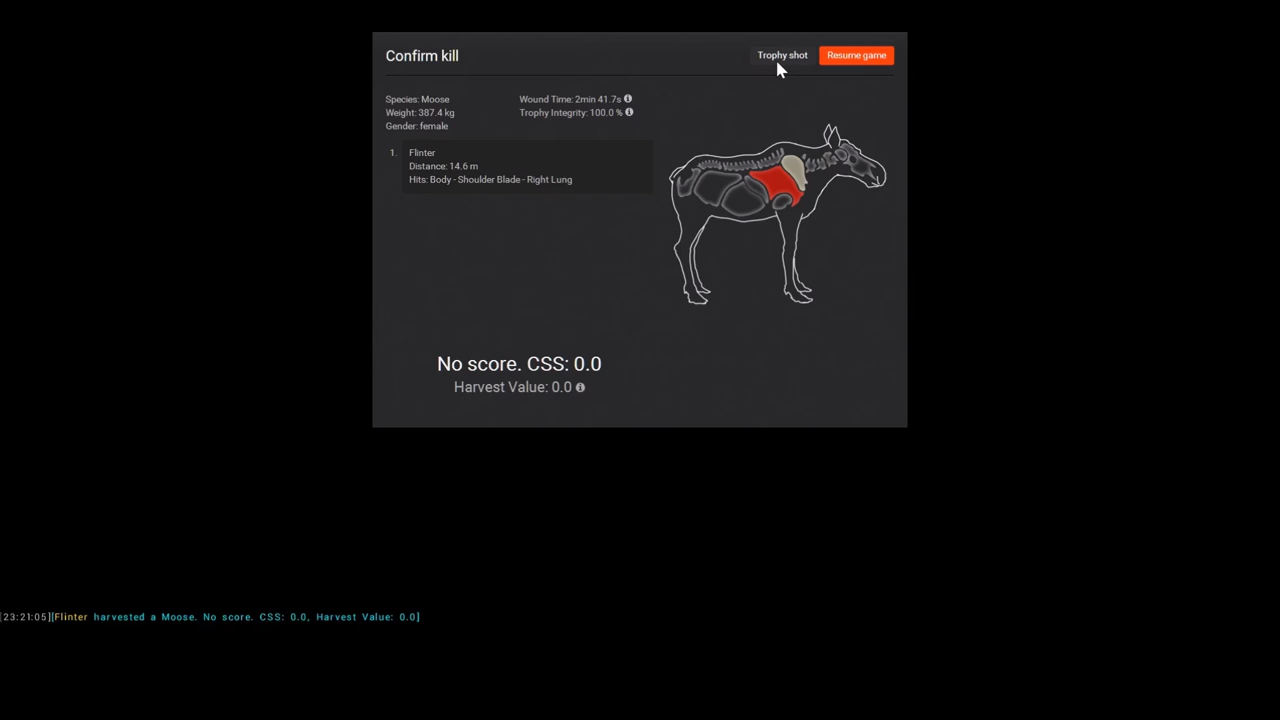 Confirm kill
Trophy shot
Resume game
Species: Moose
Wound Time: 2min 41.7s
Weight: 387.4 kg
Trophy Integrity: 100.0 %
Gender: female
1. Flinter
Distance: 14.6 m
Hits: Body - Shoulder Blade - Right Lung
No score. CSS: 0.0
Harvest Value: 0.0
[23:21:05][Flinter harvested a Moose. No score. CSS: 0.0, Harvest Value: 0.0]